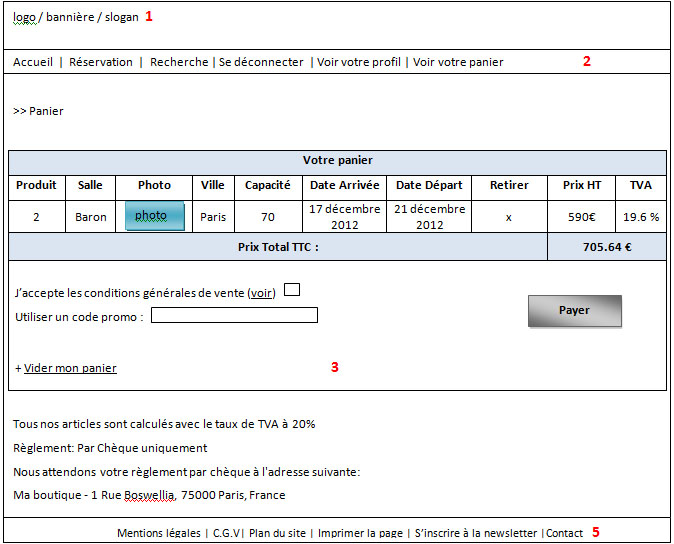 logo / bannière / slogan 1
Accueil | Réservation | Recherche | Se déconnecter | Voir votre profil | Voir votre panier 2
>> Panier
Votre panier
Produit Salle Photo Ville Capacité Date Arrivée Date Départ Retirer Prix HT TVA
2 Baron photo Paris 70 17 décembre 2012 21 décembre 2012 x 590€ 19.6 %
Prix Total TTC : 705.64 €
J'accepte les conditions générales de vente (voir)
Utiliser un code promo :
Payer
+ Vider mon panier 3
Tous nos articles sont calculés avec le taux de TVA à 20%
Règlement: Par Chèque uniquement
Nous attendons votre règlement par chèque à l'adresse suivante:
Ma boutique - 1 Rue Boswellia, 75000 Paris, France
Mentions légales | C.G.V | Plan du site | Imprimer la page | S'inscrire à la newsletter | Contact 5